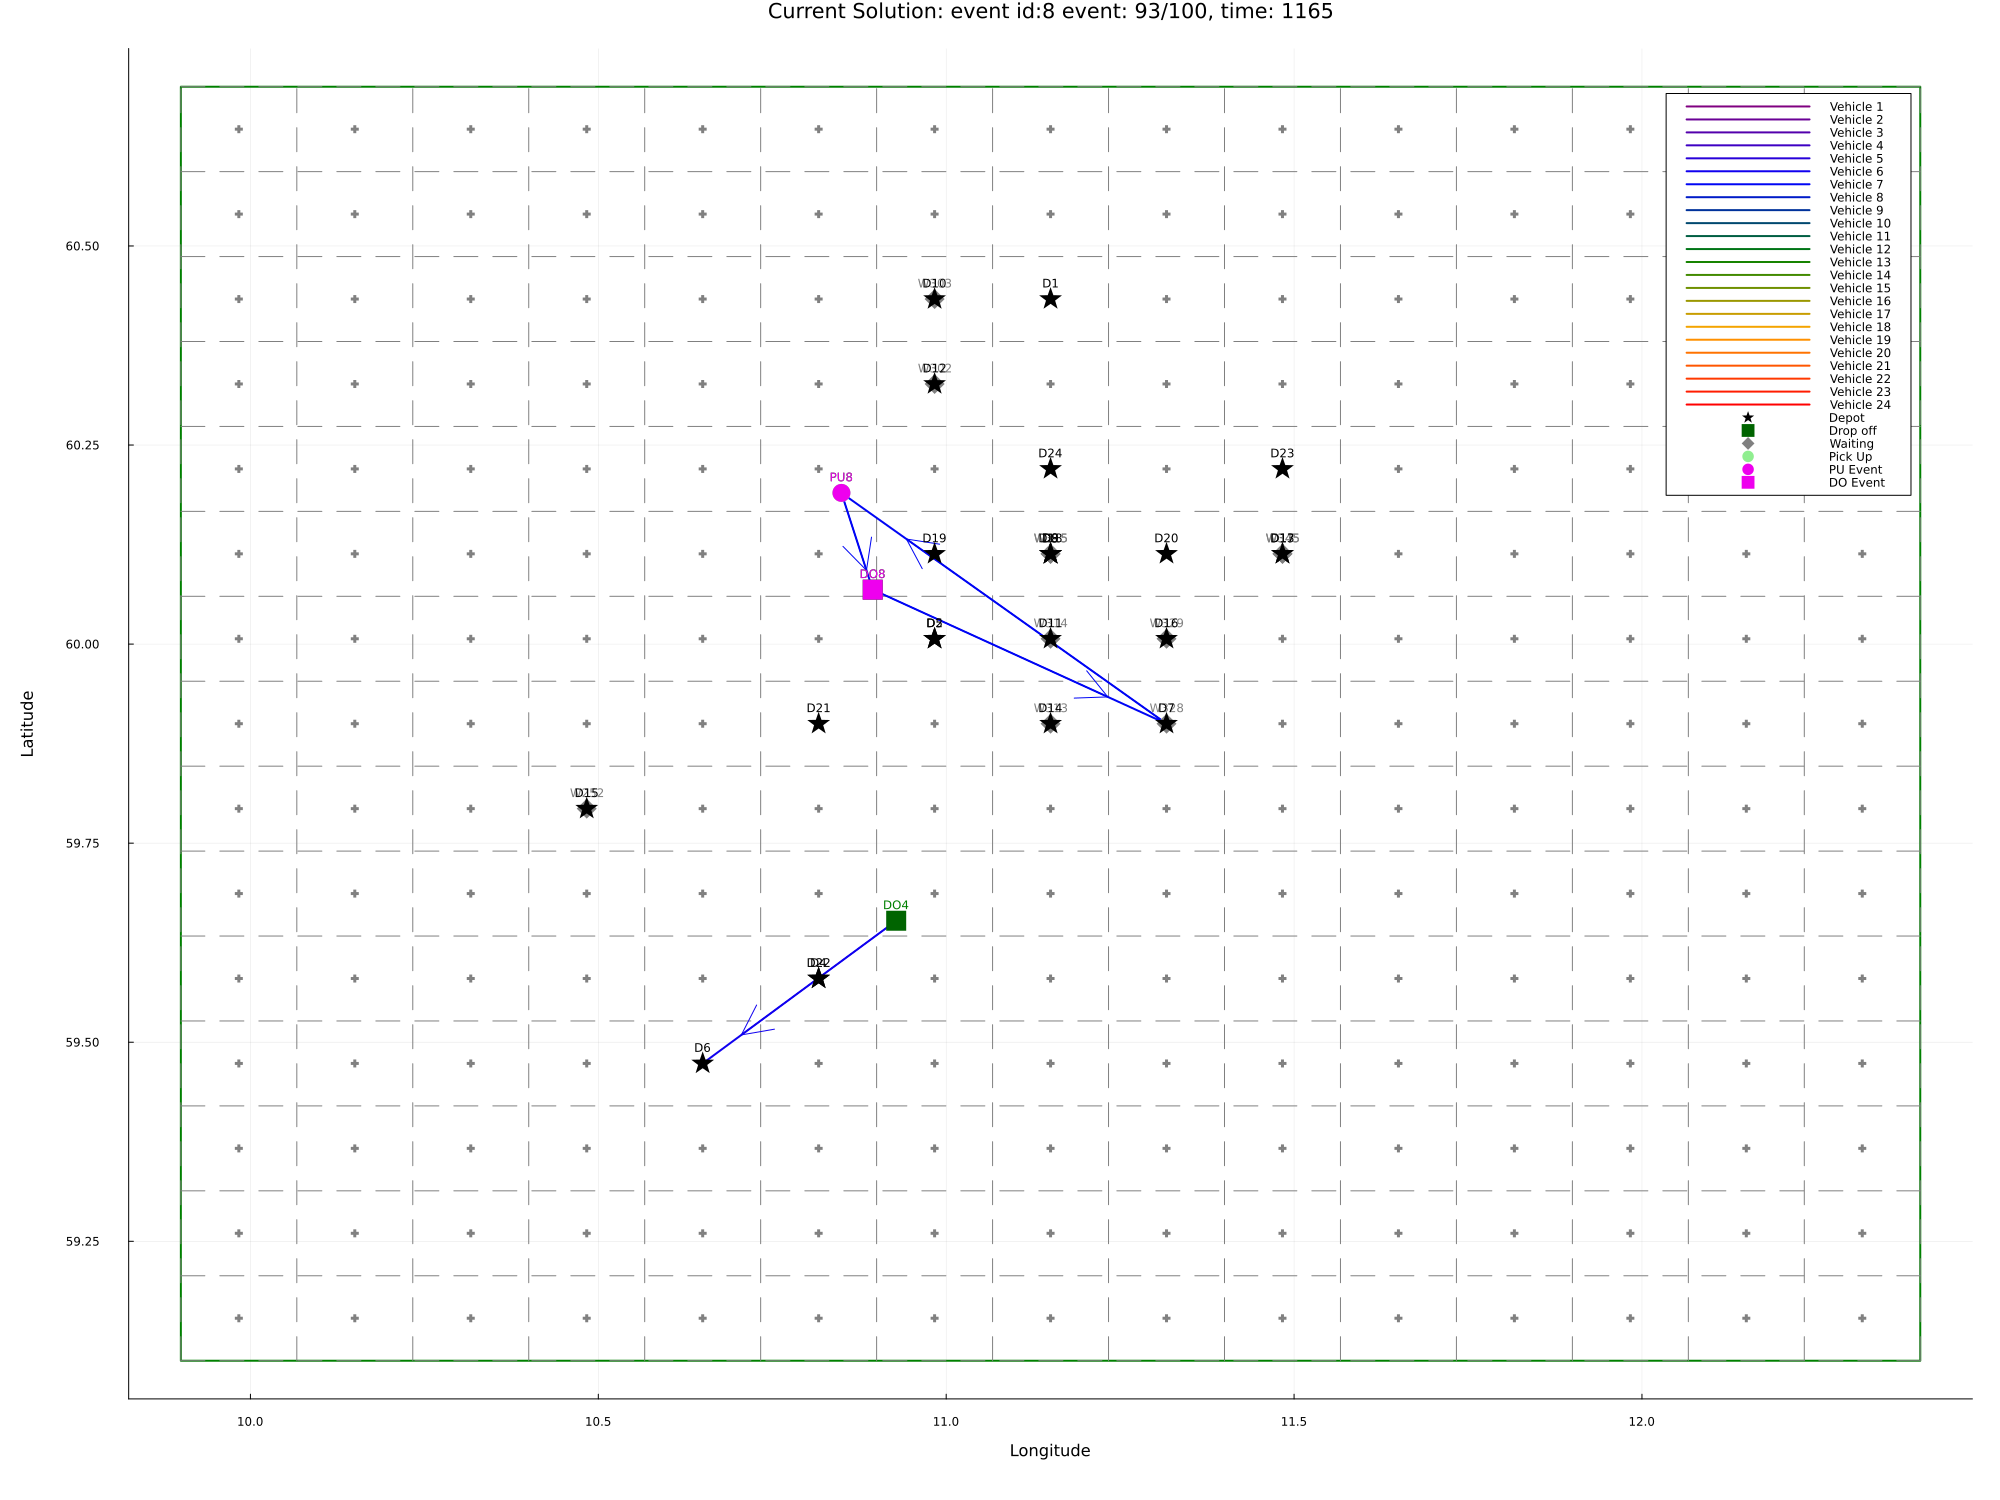 Current Solution: event id:8 event: 93/100, time: 1165
Vehicle 1
Vehicle 2
Vehicle 3
Vehicle 4
Vehicle 5
Vehicle 6
Vehicle 7
Vehicle 8
Vehicle 9
Vehicle 10
Vehicle 11
Vehicle 12
Vehicle 13
Vehicle 14
Vehicle 15
Vehicle 16
Vehicle 17
Vehicle 18
Vehicle 19
Vehicle 20
Vehicle 21
Vehicle 22
Vehicle 23
Vehicle 24
Depot
Drop off
Waiting
Pick Up
PU Event
DO Event
60.50
60.25
60.00
59.75
59.50
59.25
Latitude
D10
D1
D12
D24
D23
PU8
D19
D20
DO8
D11
D16
D21
D14
D7
D15
DO4
D22
D6
10.0
10.5
11.0
11.5
12.0
Longitude